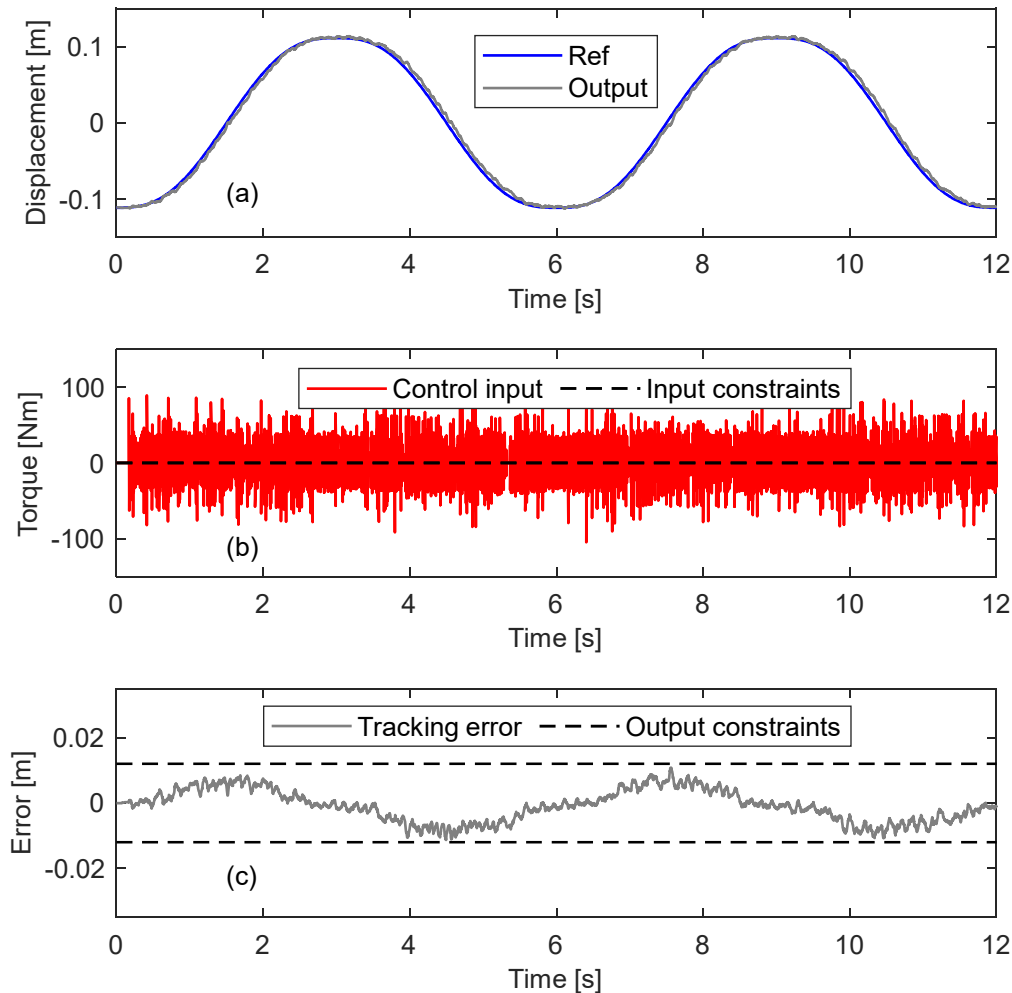 Displacement [m]
0.1
0
-0.1
Ref
Output
(a)
0 2 4 6 8 10 12
Time [s]
Torque [Nm]
100
0
-100
Control input Input constraints
(b)
0 2 4 6 8 10 12
Time [s]
Error [m]
0.02
0
-0.02
Tracking error Output constraints
(c)
0 2 4 6 8 10 12
Time [s]